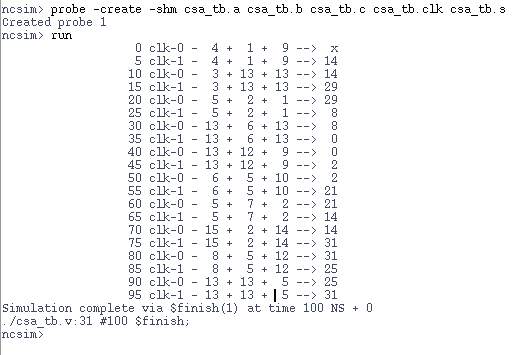 ncsim> probe -create -shm csa_tb.a csa_tb.b csa_tb.c csa_tb.clk csa_tb.s
Created probe 1
ncsim> run
0 clk-0 - 4 + 1 + 9 --> x
5 clk-1 - 4 + 1 + 9 --> 14
10 clk-0 - 3 + 13 + 13 --> 14
15 clk-1 - 3 + 13 + 13 --> 29
20 clk-0 - 5 + 2 + 1 --> 29
25 clk-1 - 5 + 2 + 1 --> 8
30 clk-0 - 13 + 6 + 13 --> 8
35 clk-1 - 13 + 6 + 13 --> 0
40 clk-0 - 13 + 12 + 9 --> 0
45 clk-1 - 13 + 12 + 9 --> 2
50 clk-0 - 6 + 5 + 10 --> 2
55 clk-1 - 6 + 5 + 10 --> 21
60 clk-0 - 5 + 7 + 2 --> 21
65 clk-1 - 5 + 7 + 2 --> 14
70 clk-0 - 15 + 2 + 14 --> 14
75 clk-1 - 15 + 2 + 14 --> 31
80 clk-0 - 8 + 5 + 12 --> 31
85 clk-1 - 8 + 5 + 12 --> 25
90 clk-0 - 13 + 13 + 5 --> 25
95 clk-1 - 13 + 13 + 5 --> 31
Simulation complete via $finish(1) at time 100 NS + 0
./csa_tb.v:31 #100 $finish;
ncsim>